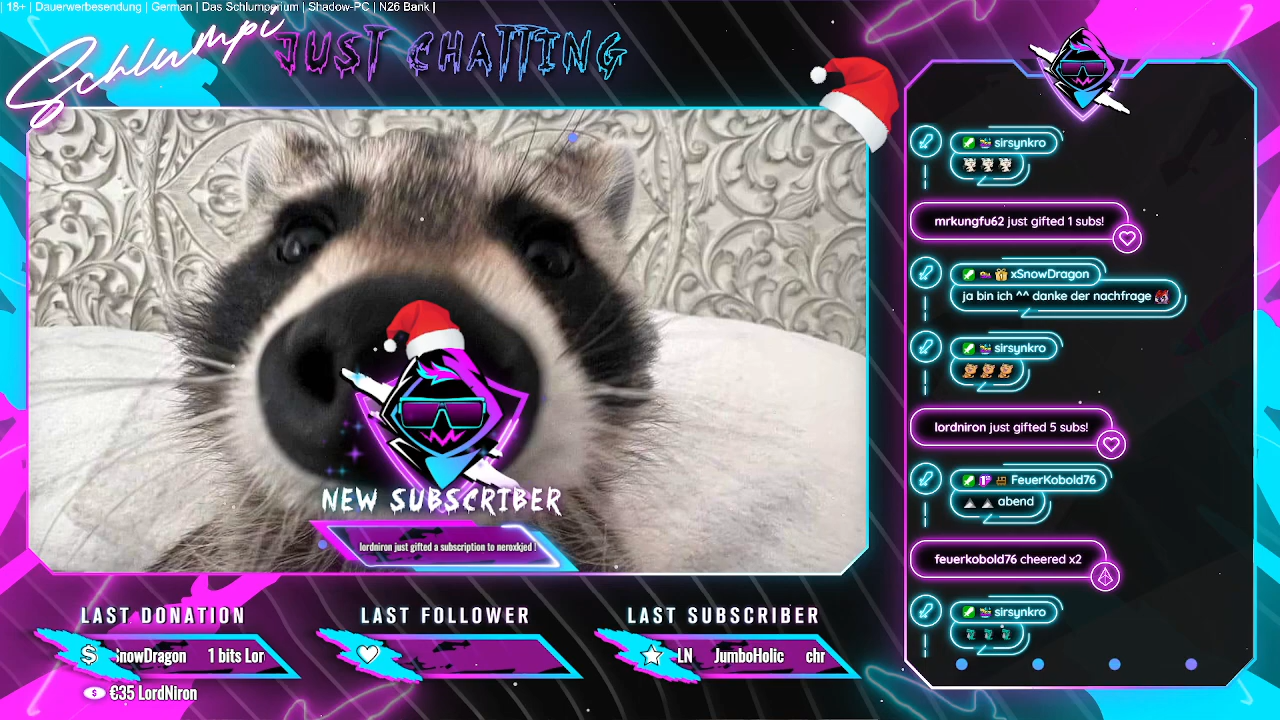 | 18+ | Dauerwerbesendung | German | Das Schlumperium | Shadow-PC | N26 Bank |
Schlumpi
JUST CHATTING
sirsynkro
mrkungfu62 just gifted 1 subs!
xSnowDragon
ja bin ich ^^ danke der nachfrage
sirsynkro
lordniron just gifted 5 subs!
FeuerKobold76
abend
feuerkobold76 cheered x2
sirsynkro
NEW SUBSCRIBER
lordniron just gifted a subscription to neroxkjed !
LAST DONATION
SnowDragon 1 bits Lor
€35 LordNiron
LAST FOLLOWER
LAST SUBSCRIBER
LN JumboHolic chr